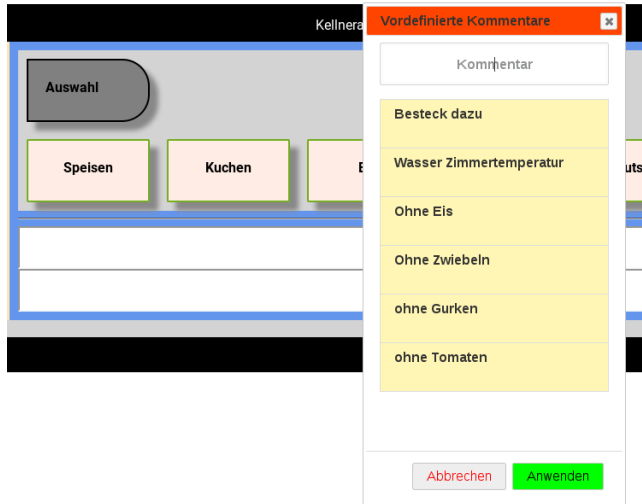 Kellnera
Vordefinierte Kommentare
Kommentar
Auswahl
Besteck dazu
Speisen
Kuchen
Wasser Zimmertemperatur
Ohne Eis
Ohne Zwiebeln
ohne Gurken
ohne Tomaten
Abbrechen
Anwenden